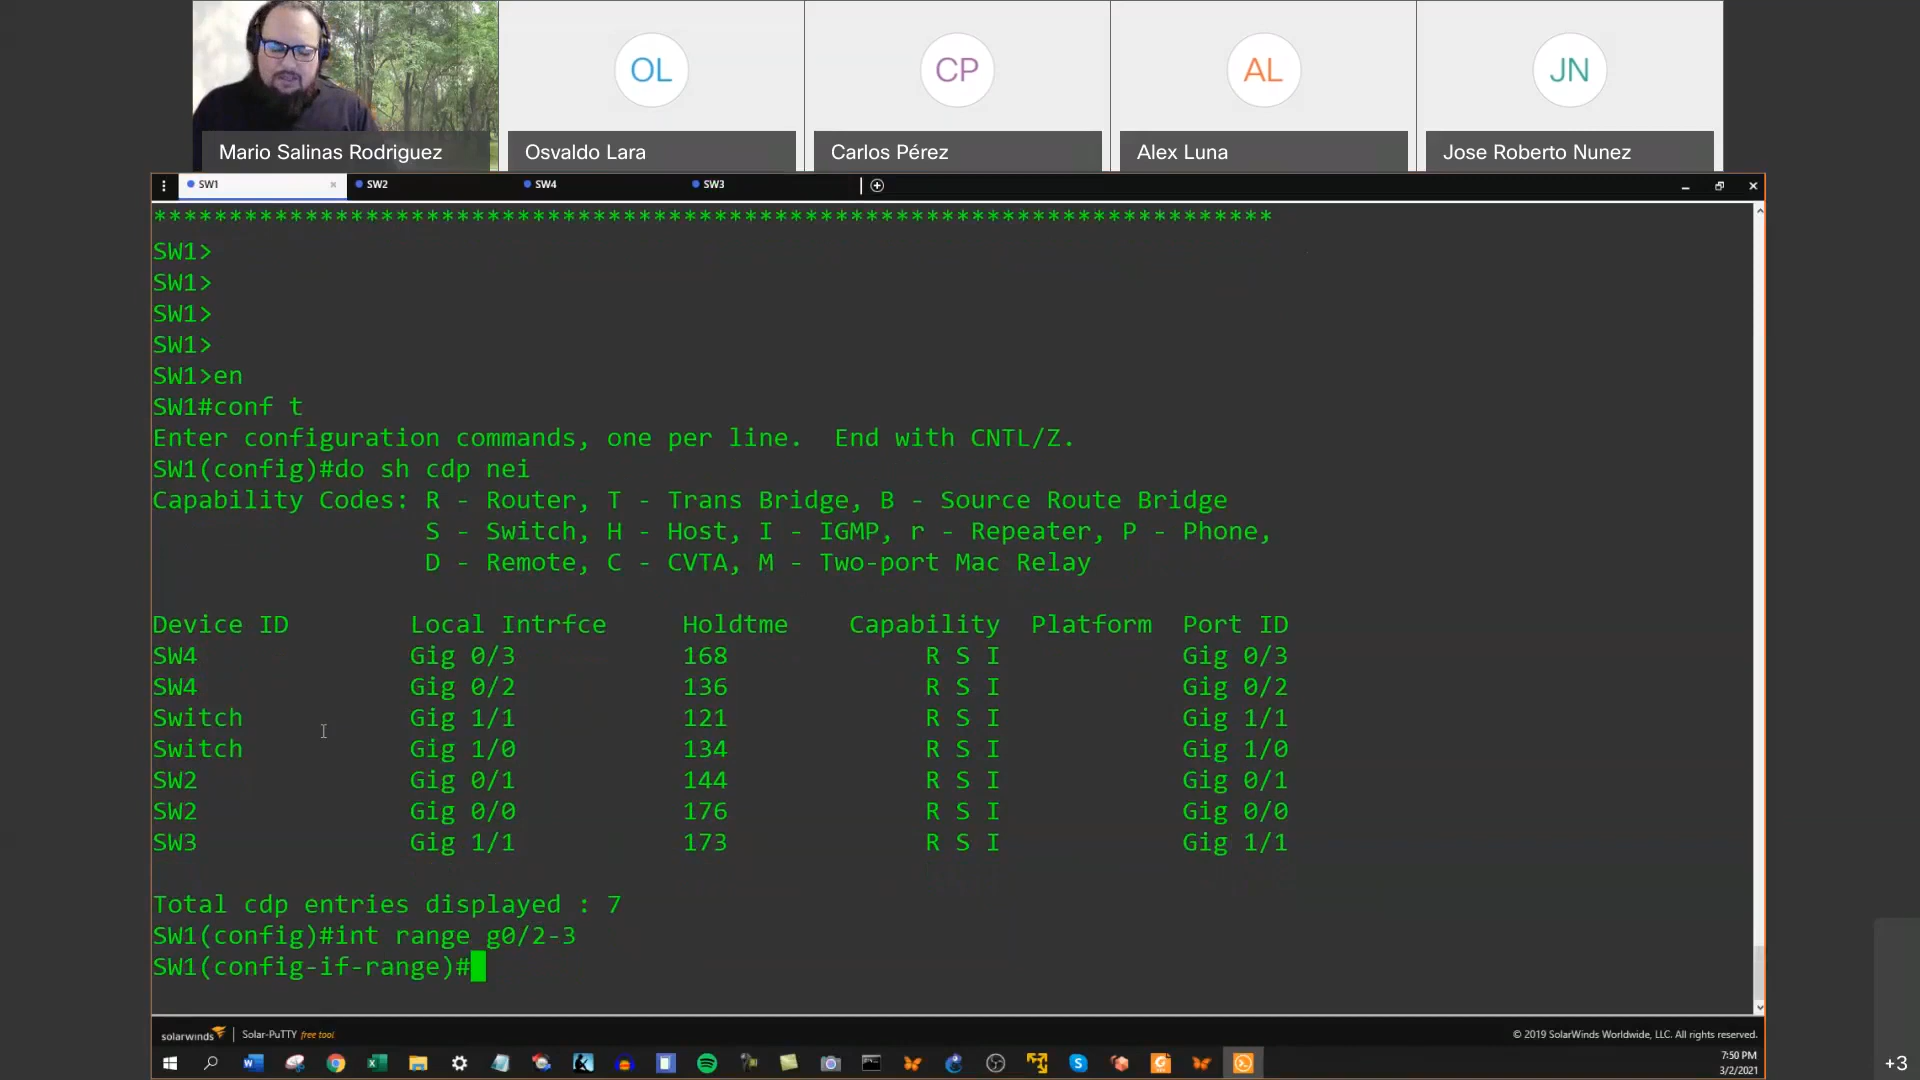 OL
CP
AL
JN
Mario Salinas Rodriguez
Osvaldo Lara
Carlos Pérez
Alex Luna
Jose Roberto Nunez
SW1
SW2
SW4
SW3
**************************************************************************
SW1>
SW1>
SW1>
SW1>
SW1>en
SW1#conf t
Enter configuration commands, one per line.  End with CNTL/Z.
SW1(config)#do sh cdp nei
Capability Codes: R - Router, T - Trans Bridge, B - Source Route Bridge
S - Switch, H - Host, I - IGMP, r - Repeater, P - Phone,
D - Remote, C - CVTA, M - Two-port Mac Relay
Device ID Local Intrfce Holdtme Capability Platform Port ID
SW4 Gig 0/3 168 R S I Gig 0/3
SW4 Gig 0/2 136 R S I Gig 0/2
Switch Gig 1/1 121 R S I Gig 1/1
Switch Gig 1/0 134 R S I Gig 1/0
SW2 Gig 0/1 144 R S I Gig 0/1
SW2 Gig 0/0 176 R S I Gig 0/0
SW3 Gig 1/1 173 R S I Gig 1/1
Total cdp entries displayed : 7
SW1(config)#int range g0/2-3
SW1(config-if-range)#
solarwinds | Solar-PuTTY free tool
© 2019 SolarWinds Worldwide, LLC. All rights reserved.
7:50 PM
3/2/2021
+3